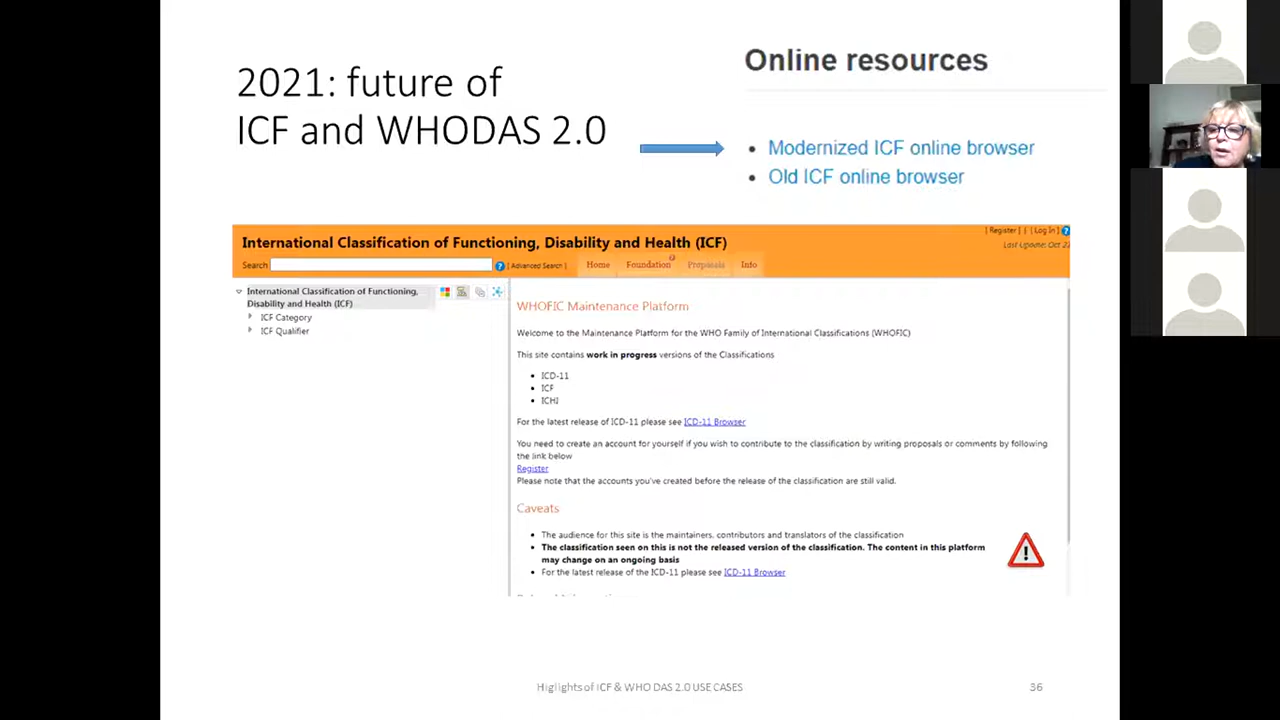 2021: future of
ICF and WHODAS 2.0
Online resources
Modernized ICF online browser
Old ICF online browser
International Classification of Functioning, Disability and Health (ICF)
[ Register ] | [ Log In ] ?
Last Update: Oct 21
Search ? [ Advanced Search ] Home Foundation ? Proposals Info
International Classification of Functioning,
Disability and Health (ICF)
ICF Category
ICF Qualifier
WHOFIC Maintenance Platform
Welcome to the Maintenance Platform for the WHO Family of International Classifications (WHOFIC)
This site contains work in progress versions of the Classifications
ICD-11
ICF
ICHI
For the latest release of ICD-11 please see ICD-11 Browser
You need to create an account for yourself if you wish to contribute to the classification by writing proposals or comments by following
the link below
Register
Please note that the accounts you've created before the release of the classification are still valid.
Caveats
The audience for this site is the maintainers, contributors and translators of the classification
The classification seen on this is not the released version of the classification. The content in this platform
may change on an ongoing basis
For the latest release of the ICD-11 please see ICD-11 Browser
Higlights of ICF & WHO DAS 2.0 USE CASES
36